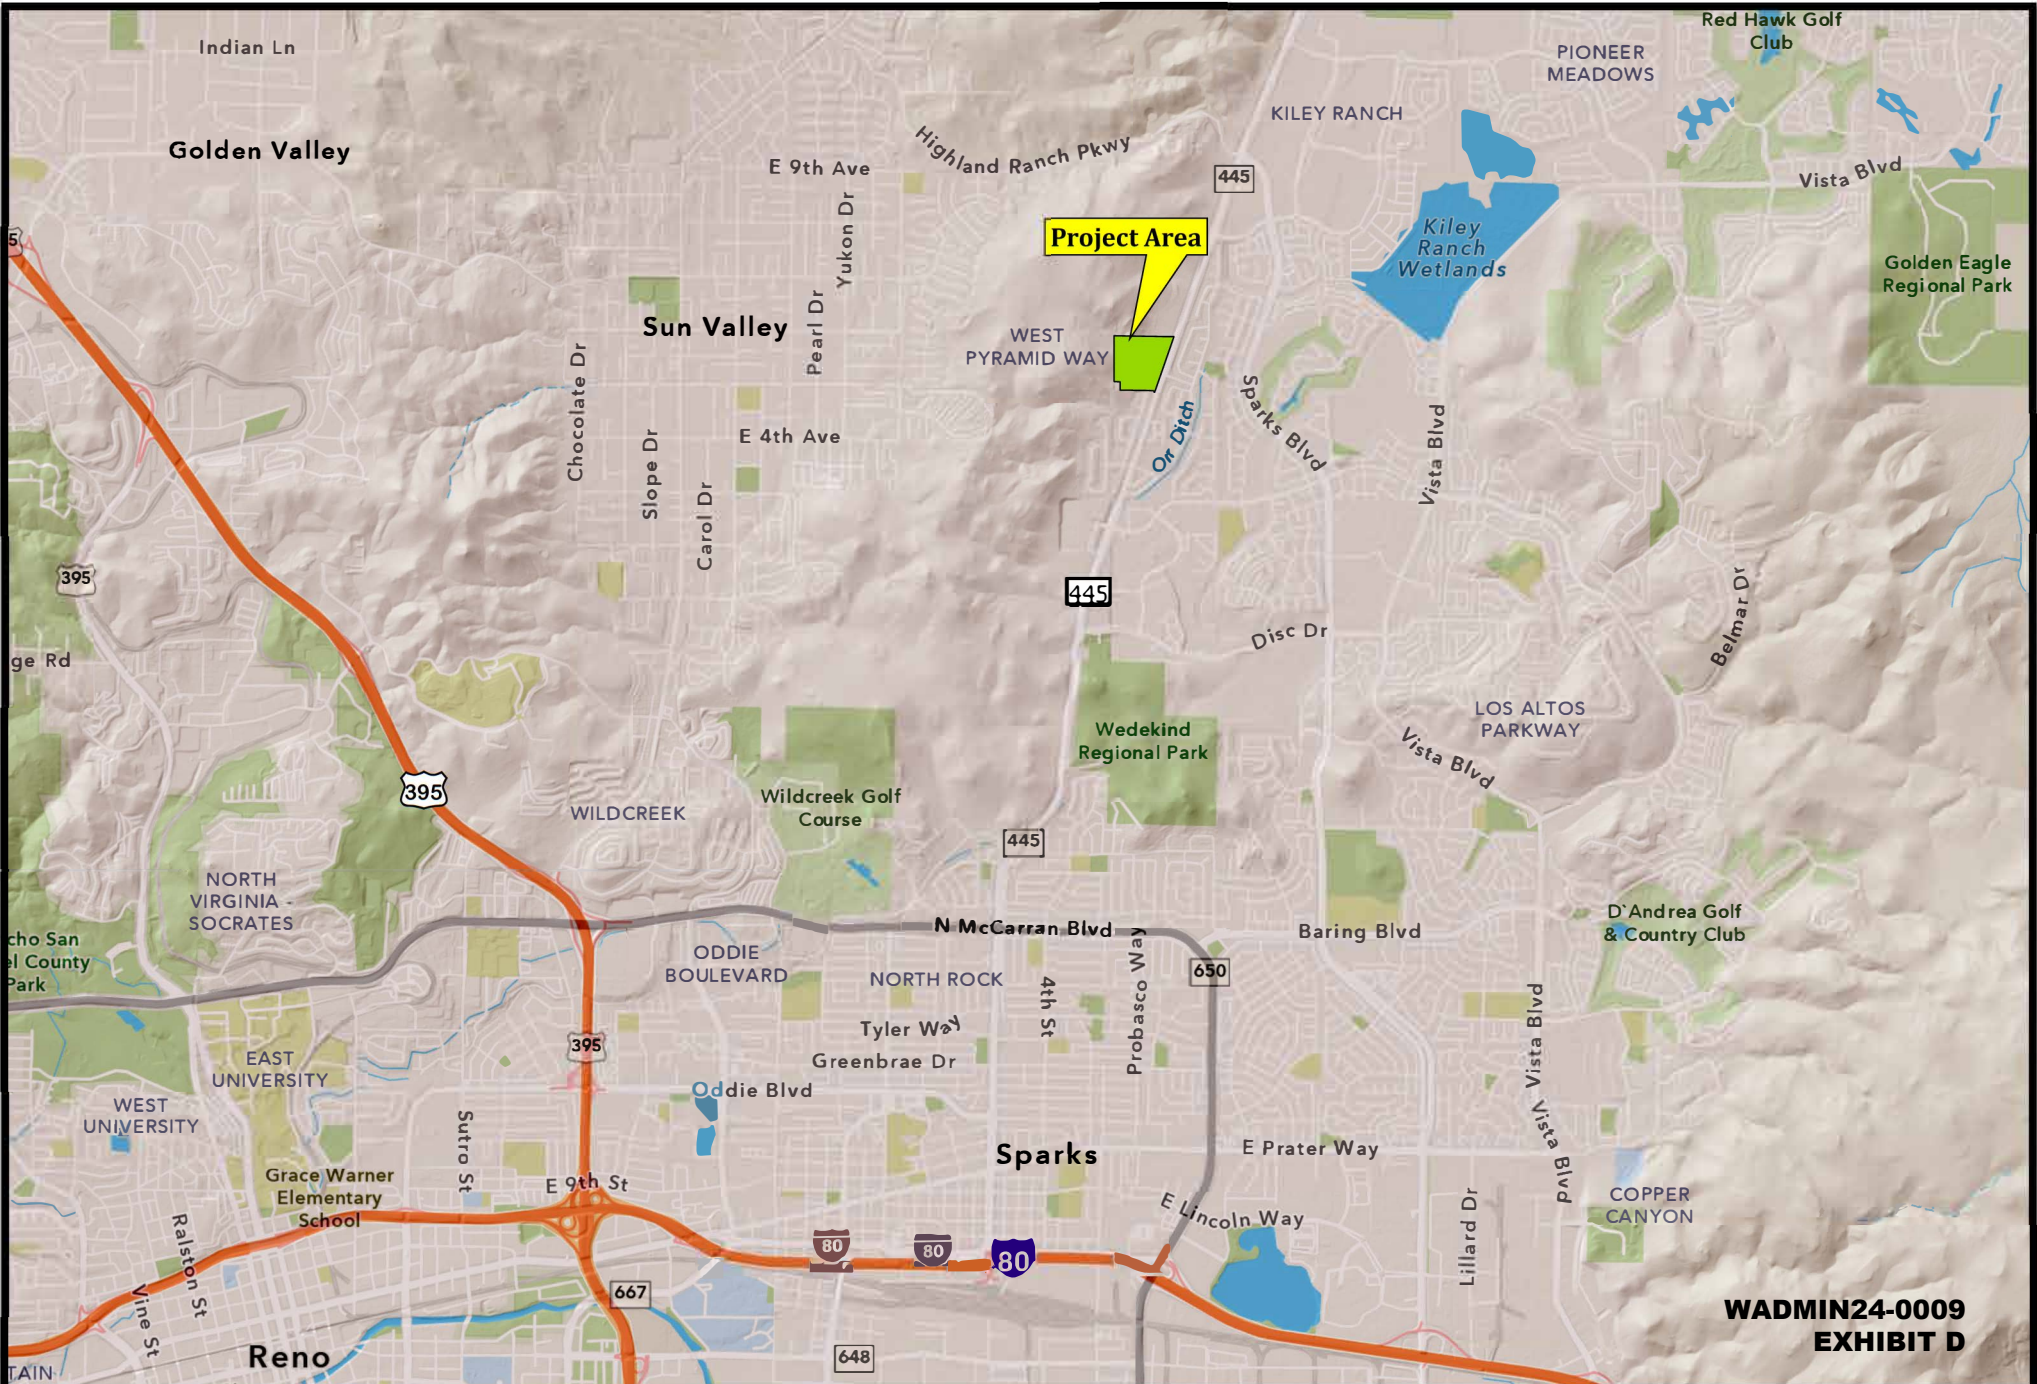 Red Hawk Golf
Club
Indian Ln
PIONEER
MEADOWS
KILEY RANCH
Golden Valley
Highland Ranch Pkwy
E 9th Ave
445
Vista Blvd
Yukon Dr
Project Area
Kiley
Ranch
Wetlands
5
Golden Eagle
Regional Park
Sun Valley
Pearl Dr
WEST
PYRAMID WAY
Chocolate Dr
Sparks Blvd
Orr Ditch
Vista Blvd
E 4th Ave
Slope Dr
Carol Dr
395
445
Belmar Dr
Disc Dr
ge Rd
LOS ALTOS
PARKWAY
Wedekind
Regional Park
Vista Blvd
395
Wildcreek Golf
Course
WILDCREEK
445
NORTH
VIRGINIA -
SOCRATES
D`Andrea Golf
& Country Club
N McCarran Blvd
Baring Blvd
cho San
el County
Park
ODDIE
BOULEVARD
NORTH ROCK
650
4th St
Probasco Way
Vista Blvd
Tyler Way
395
Greenbrae Dr
EAST
UNIVERSITY
Oddie Blvd
WEST
UNIVERSITY
Sutro St
Vista Blvd
Sparks
E Prater Way
Grace Warner
Elementary
School
E 9th St
COPPER
CANYON
E Lincoln Way
Lillard Dr
Ralston St
80
80
80
667
Vine St
WADMIN24-0009
EXHIBIT D
Reno
648
TAIN